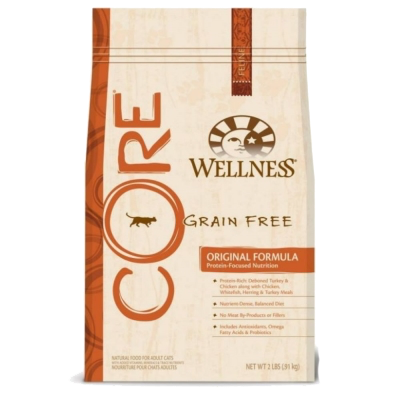 FELINE
CORE
WELLNESS®
GRAIN FREE
ORIGINAL FORMULA
Protein-Focused Nutrition
• Protein-Rich Deboned Turkey &
Chicken along with Chicken,
Whitefish, Herring & Turkey Meals
• Nutrient-Dense, Balanced Diet
• No Meat By-Products or Fillers
• Includes Antioxidants, Omega
Fatty Acids & Probiotics
NATURAL FOOD FOR ADULT CATS
NOURRITURE POUR CHATS ADULTES
NET WT 2 LBS (.91 kg)